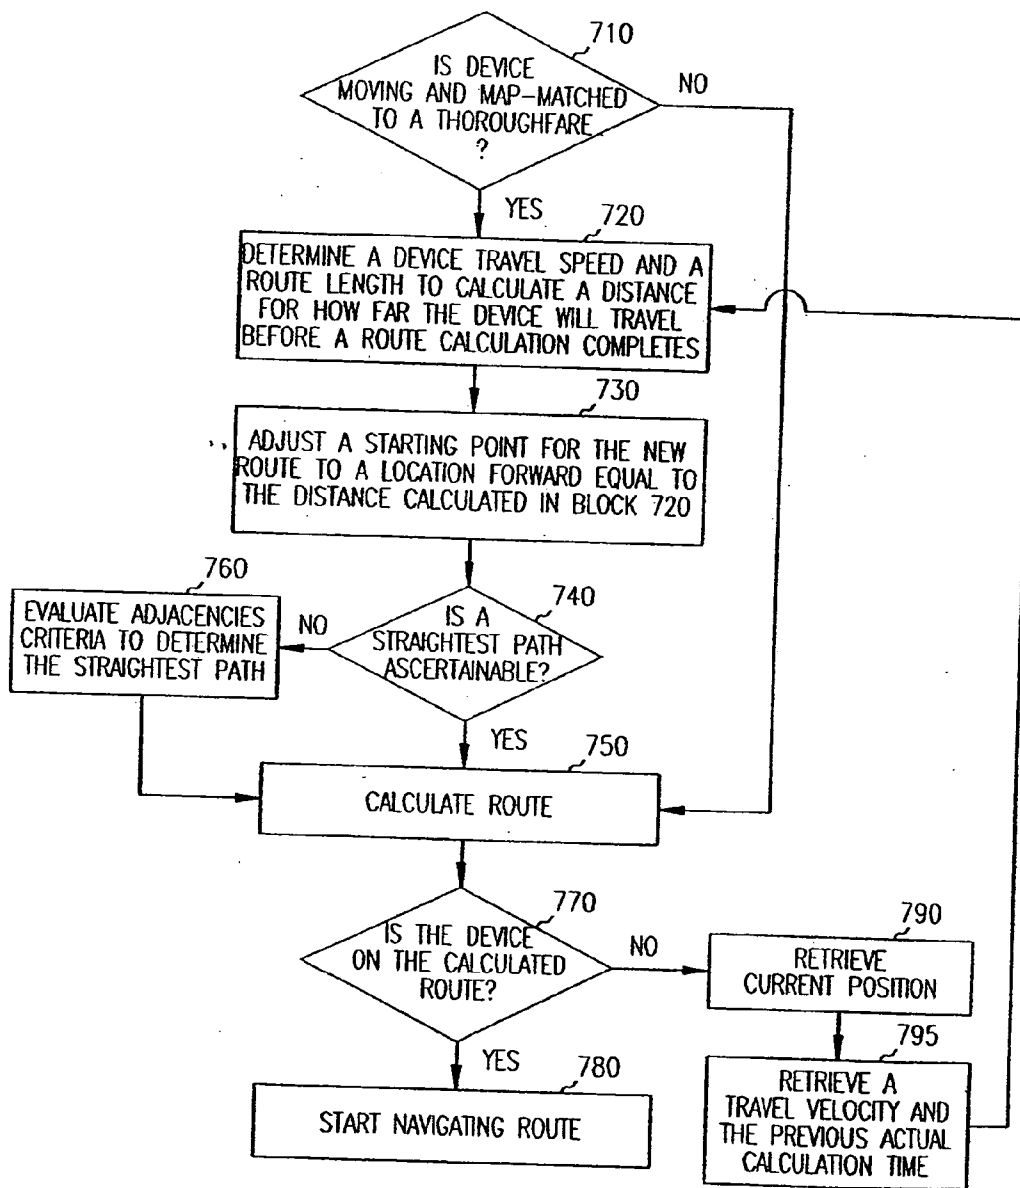 710
IS DEVICE
MOVING AND MAP-MATCHED
TO A THOROUGHFARE
?
NO
YES
720
DETERMINE A DEVICE TRAVEL SPEED AND A
ROUTE LENGTH TO CALCULATE A DISTANCE
FOR HOW FAR THE DEVICE WILL TRAVEL
BEFORE A ROUTE CALCULATION COMPLETES
730
ADJUST A STARTING POINT FOR THE NEW
ROUTE TO A LOCATION FORWARD EQUAL TO
THE DISTANCE CALCULATED IN BLOCK 720
740
IS A
STRAIGHTEST PATH
ASCERTAINABLE?
NO
760
EVALUATE ADJACENCIES
CRITERIA TO DETERMINE
THE STRAIGHTEST PATH
YES
750
CALCULATE ROUTE
770
IS THE DEVICE
ON THE CALCULATED
ROUTE?
NO
790
RETRIEVE
CURRENT POSITION
795
RETRIEVE A
TRAVEL VELOCITY AND
THE PREVIOUS ACTUAL
CALCULATION TIME
YES
780
START NAVIGATING ROUTE